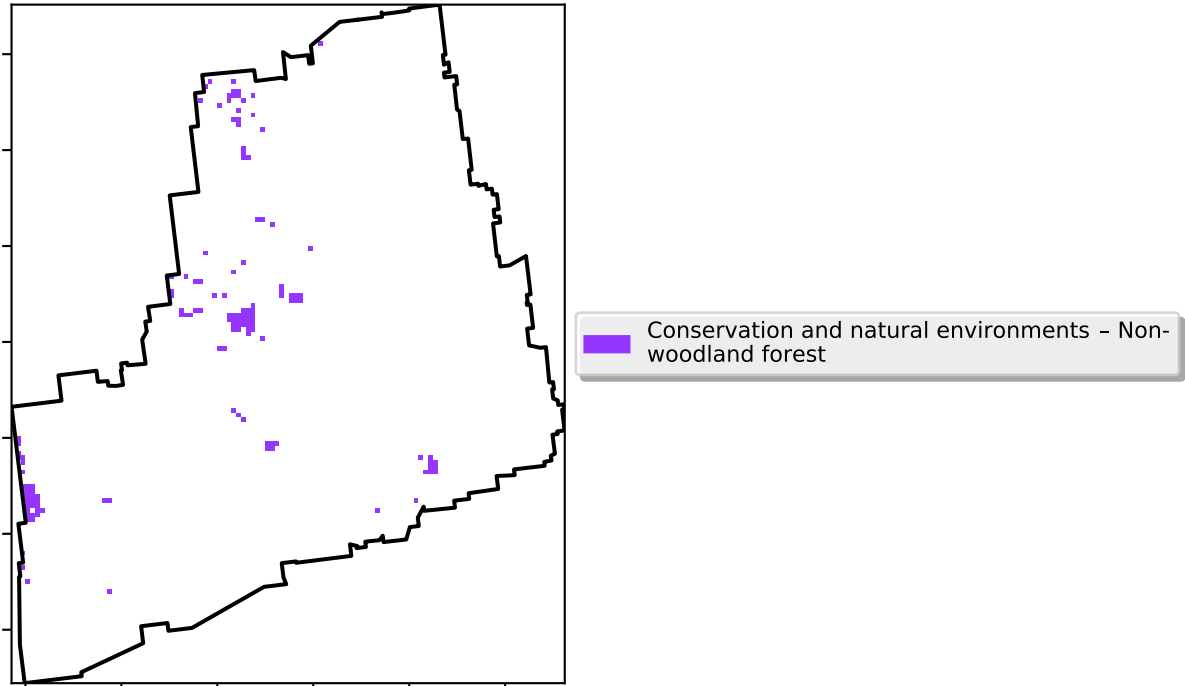 Conservation and natural environments – Non-
woodland forest